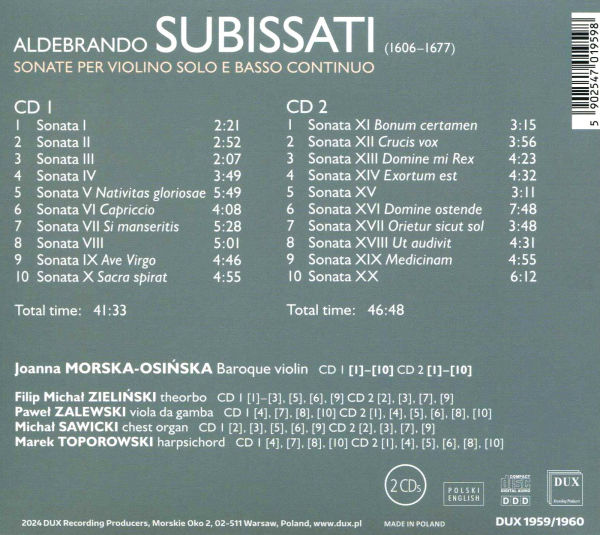 ALDEBRANDO SUBISSATI (1606–1677)
SONATE PER VIOLINO SOLO E BASSO CONTINUO
5 902547 019598
CD 1
1 Sonata I 2:21
2 Sonata II 2:52
3 Sonata III 2:07
4 Sonata IV 3:49
5 Sonata V Nativitas gloriosae 5:49
6 Sonata VI Capriccio 4:08
7 Sonata VII Si manseritis 5:28
8 Sonata VIII 5:01
9 Sonata IX Ave Virgo 4:46
10 Sonata X Sacra spirat 4:55
Total time: 41:33
CD 2
1 Sonata XI Bonum certamen 3:15
2 Sonata XII Crucis vox 3:56
3 Sonata XIII Domine mi Rex 4:23
4 Sonata XIV Exortum est 4:32
5 Sonata XV 3:11
6 Sonata XVI Domine ostende 7:48
7 Sonata XVII Orietur sicut sol 3:48
8 Sonata XVIII Ut audivit 4:31
9 Sonata XIX Medicinam 4:55
10 Sonata XX 6:12
Total time: 46:48
Joanna MORSKA-OSIŃSKA Baroque violin CD 1 [1]–[10] CD 2 [1]–[10]
Filip Michał ZIELIŃSKI theorbo CD 1 [1]–[3], [5], [6], [9] CD 2 [2], [3], [7], [9]
Paweł ZALEWSKI viola da gamba CD 1 [4], [7], [8], [10] CD 2 [1], [4], [5], [6], [8], [10]
Michał SAWICKI chest organ CD 1 [2], [3], [5], [6], [9] CD 2 [2], [3], [7], [9]
Marek TOPOROWSKI harpsichord CD 1 [4], [7], [8], [10] CD 2 [1], [4], [5], [6], [8], [10]
2 CDs
POLSKI
ENGLISH
COMPACT
disc
DIGITAL AUDIO
DDD
DUX
Recording Producers
2024 DUX Recording Producers, Morskie Oko 2, 02-511 Warsaw, Poland, www.dux.pl
MADE IN POLAND
DUX 1959/1960